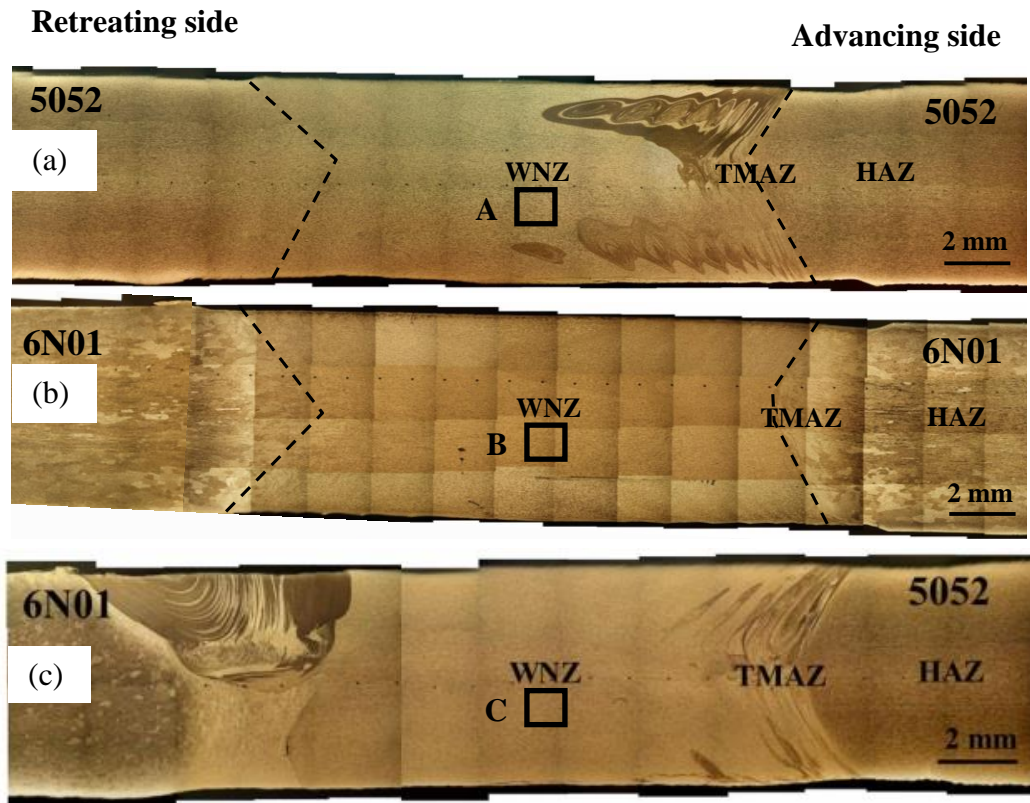 Retreating side
Advancing side
5052
5052
(a)
WNZ
TMAZ
HAZ
A
2 mm
6N01
6N01
(b)
WNZ
TMAZ
HAZ
B
2 mm
6N01
5052
(c)
WNZ
TMAZ
HAZ
C
2 mm